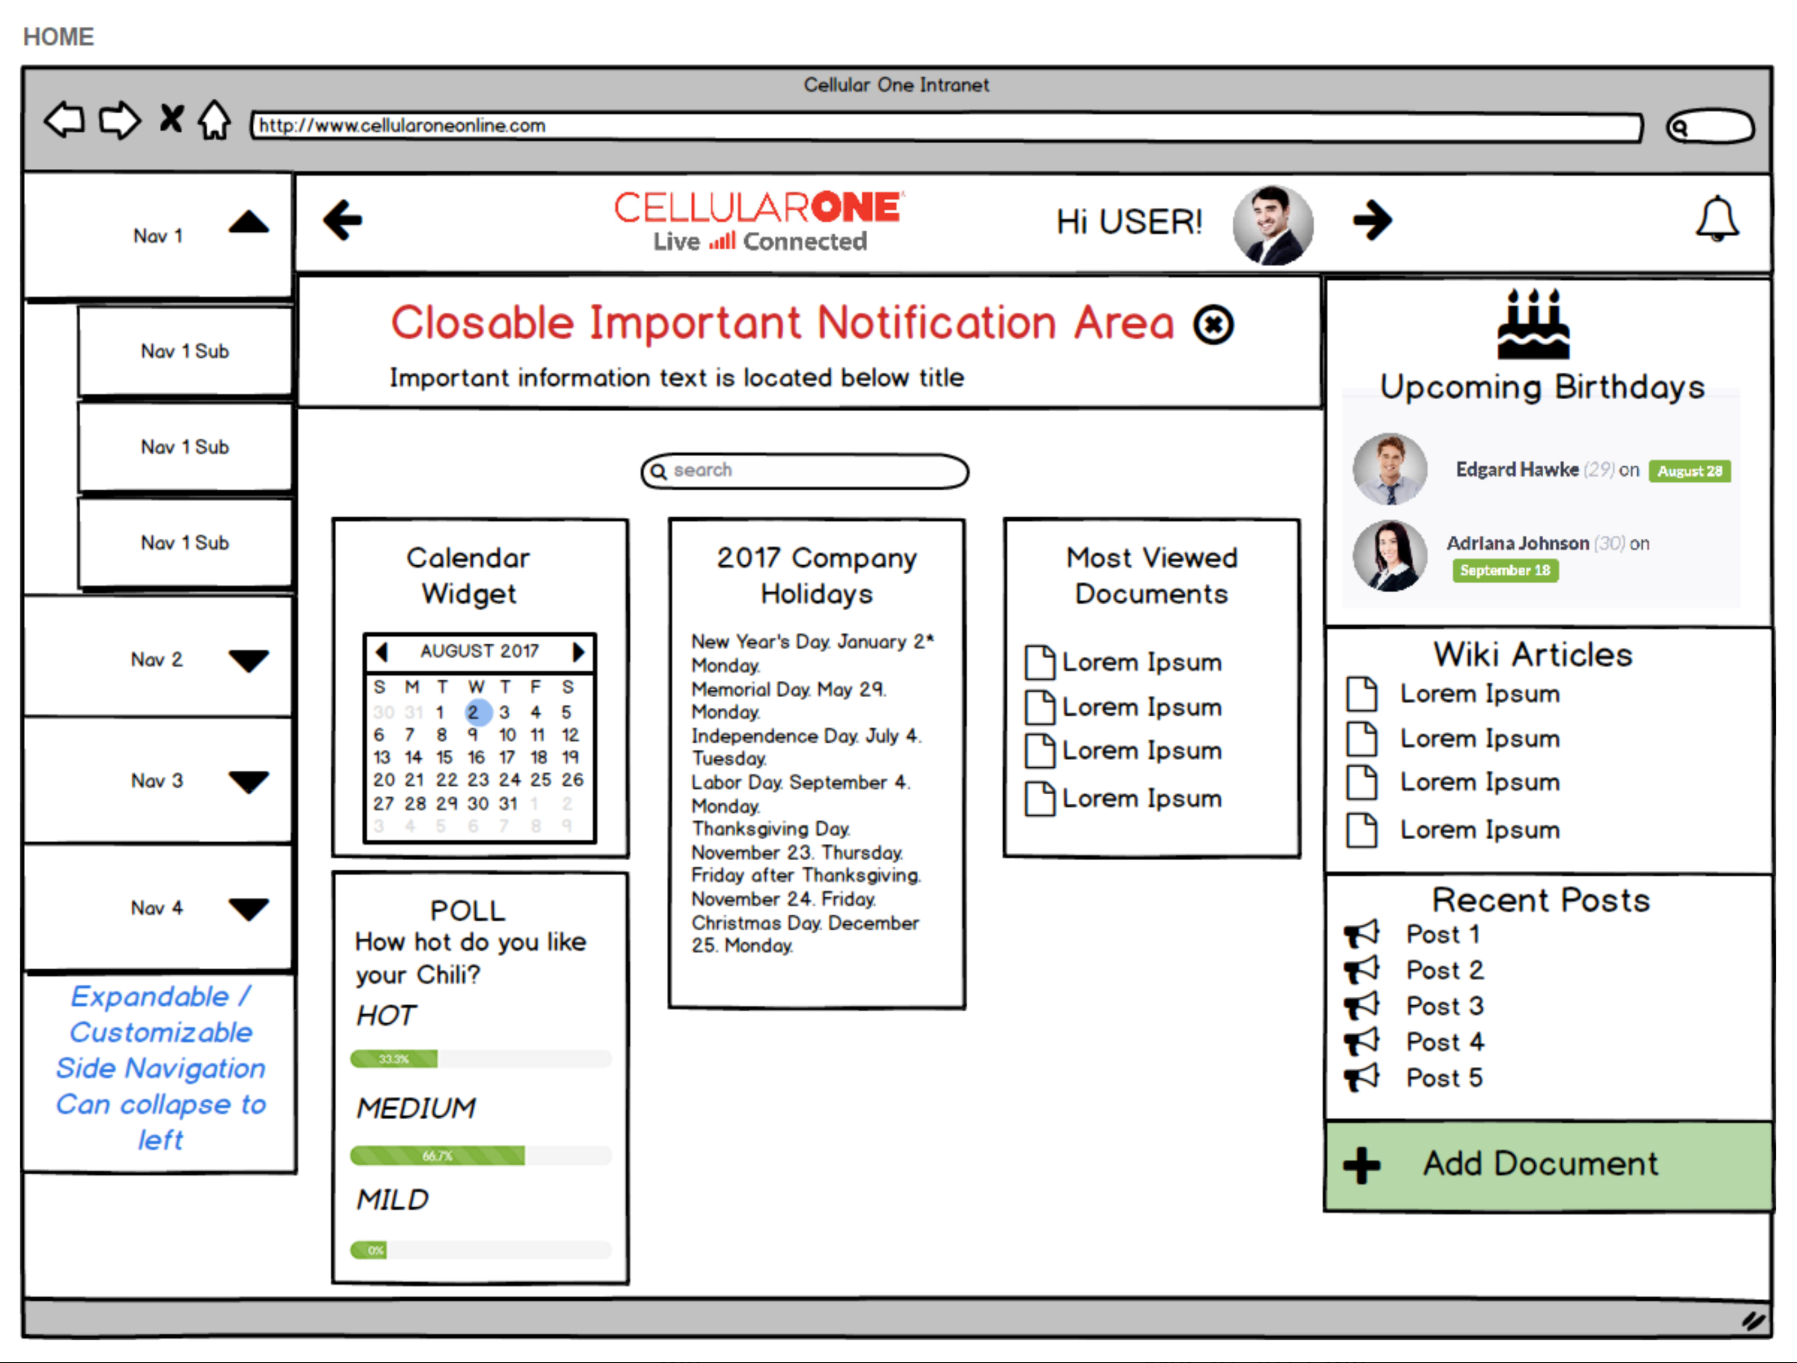 HOME
Cellular One Intranet
http://www.cellularoneonline.com
Nav 1
Nav 1 Sub
Nav 1 Sub
Nav 1 Sub
Nav 2
Nav 3
Nav 4
Expandable /
Customizable
Side Navigation
Can collapse to
left
CELLULARONE
Live Connected
Hi USER!
Closable Important Notification Area
Important information text is located below title
search
Calendar
Widget
AUGUST 2017
S M T W T F S
30 31 1 2 3 4 5
6 7 8 9 10 11 12
13 14 15 16 17 18 19
20 21 22 23 24 25 26
27 28 29 30 31 1 2
3 4 5 6 7 8 9
POLL
How hot do you like
your Chili?
HOT
33.3%
MEDIUM
66.7%
MILD
0%
2017 Company
Holidays
New Year's Day. January 2*
Monday.
Memorial Day. May 29.
Monday.
Independence Day. July 4.
Tuesday.
Labor Day. September 4.
Monday.
Thanksgiving Day.
November 23. Thursday.
Friday after Thanksgiving.
November 24. Friday.
Christmas Day. December
25. Monday.
Most Viewed
Documents
Lorem Ipsum
Lorem Ipsum
Lorem Ipsum
Lorem Ipsum
Upcoming Birthdays
Edgard Hawke (29) on August 28
Adriana Johnson (30) on
September 18
Wiki Articles
Lorem Ipsum
Lorem Ipsum
Lorem Ipsum
Lorem Ipsum
Recent Posts
Post 1
Post 2
Post 3
Post 4
Post 5
Add Document